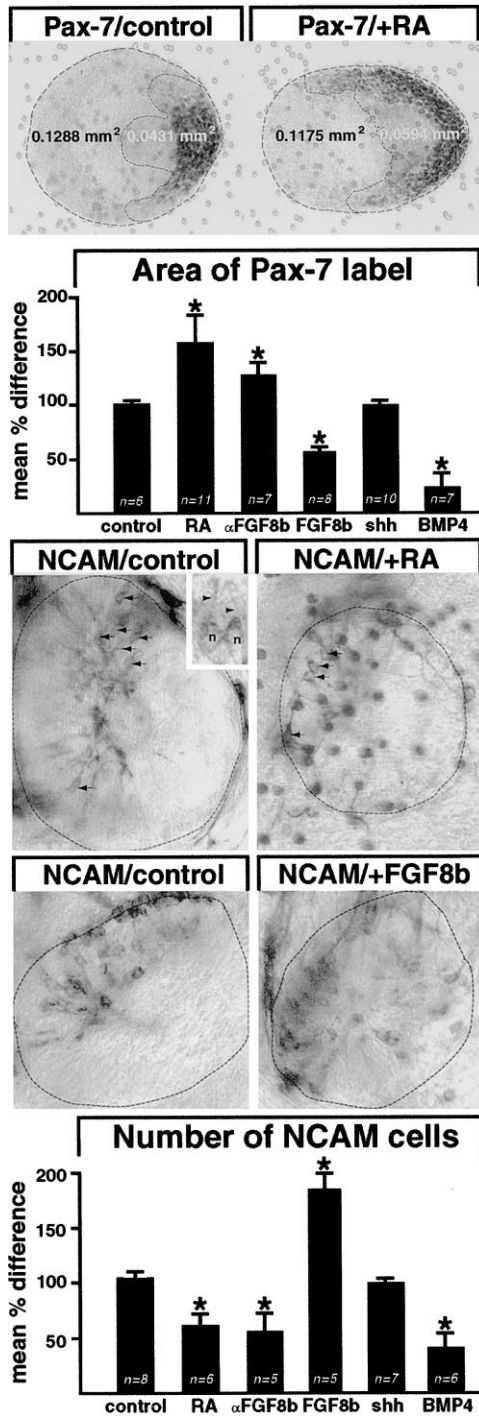 Pax-7/control Pax-7/+RA
0.1288 mm² 0.0431 mm² 0.1175 mm² 0.0594 mm²
Area of Pax-7 label
mean % difference
200
150
100
50
* * * *
n=6 n=11 n=7 n=8 n=10 n=7
control RA αFGF8b FGF8b shh BMP4
NCAM/control NCAM/+RA
n n
NCAM/control NCAM/+FGF8b
Number of NCAM cells
mean % difference
200
100
50
* * * *
n=8 n=6 n=5 n=5 n=7 n=6
control RA αFGF8b FGF8b shh BMP4